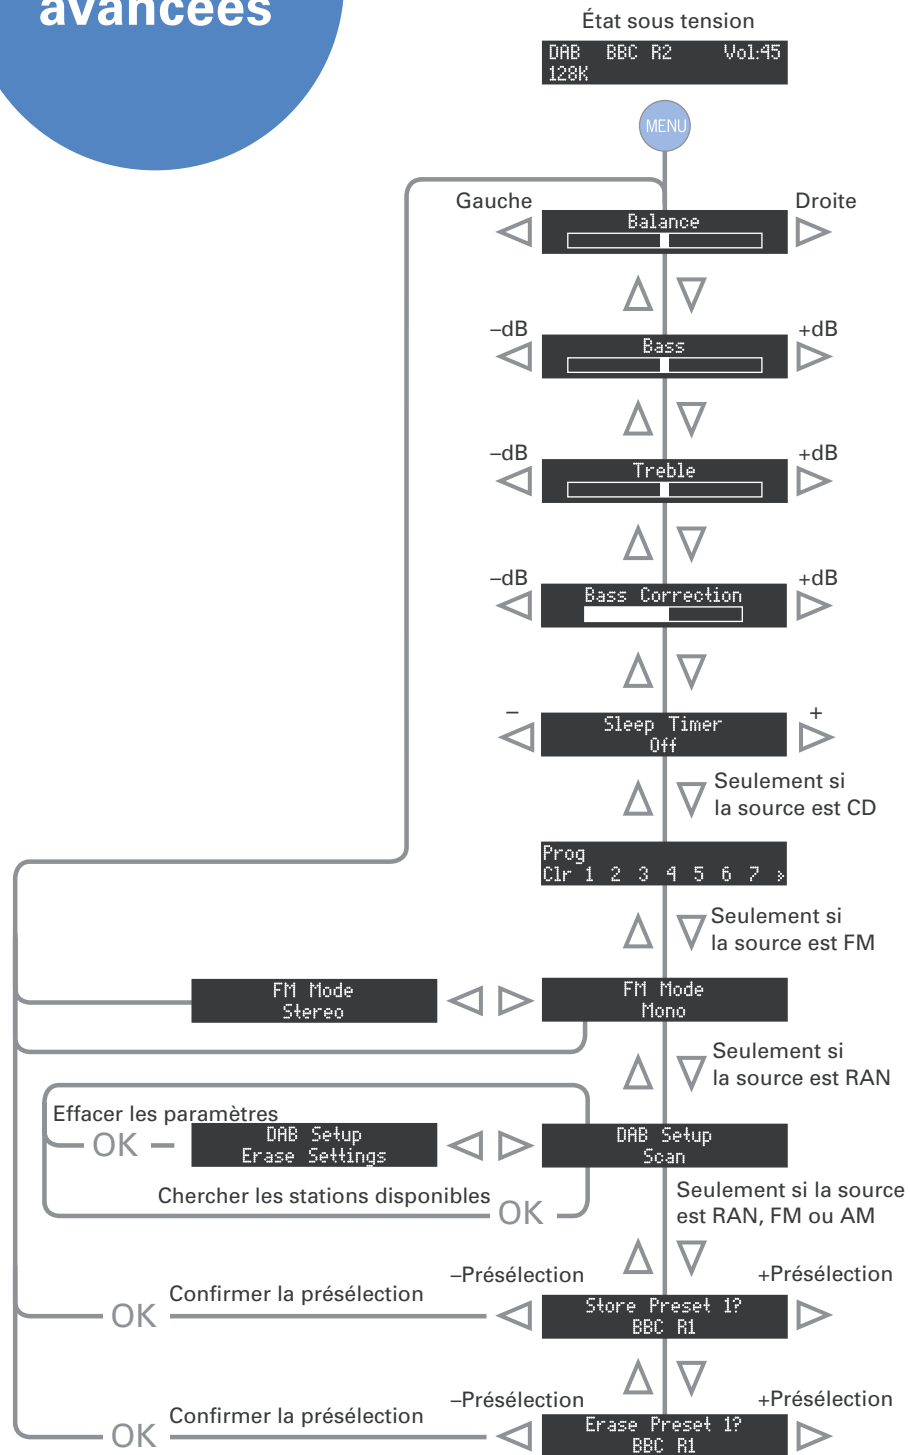 avancées
État sous tension
DAB BBC R2 Vol:45
128K
MENU
Gauche
Droite
Balance
–dB
+dB
Bass
–dB
+dB
Treble
–dB
+dB
Bass Correction
–
+
Sleep Timer
Off
Seulement si
la source est CD
Prog
Clr 1 2 3 4 5 6 7 »
Seulement si
la source est FM
FM Mode
Stereo
FM Mode
Mono
Seulement si
la source est RAN
Effacer les paramètres
OK
DAB Setup
Erase Settings
DAB Setup
Scan
Chercher les stations disponibles
OK
Seulement si la source
est RAN, FM ou AM
–Présélection
+Présélection
Confirmer la présélection
OK
Store Preset 1?
BBC R1
–Présélection
+Présélection
Confirmer la présélection
OK
Erase Preset 1?
BBC R1